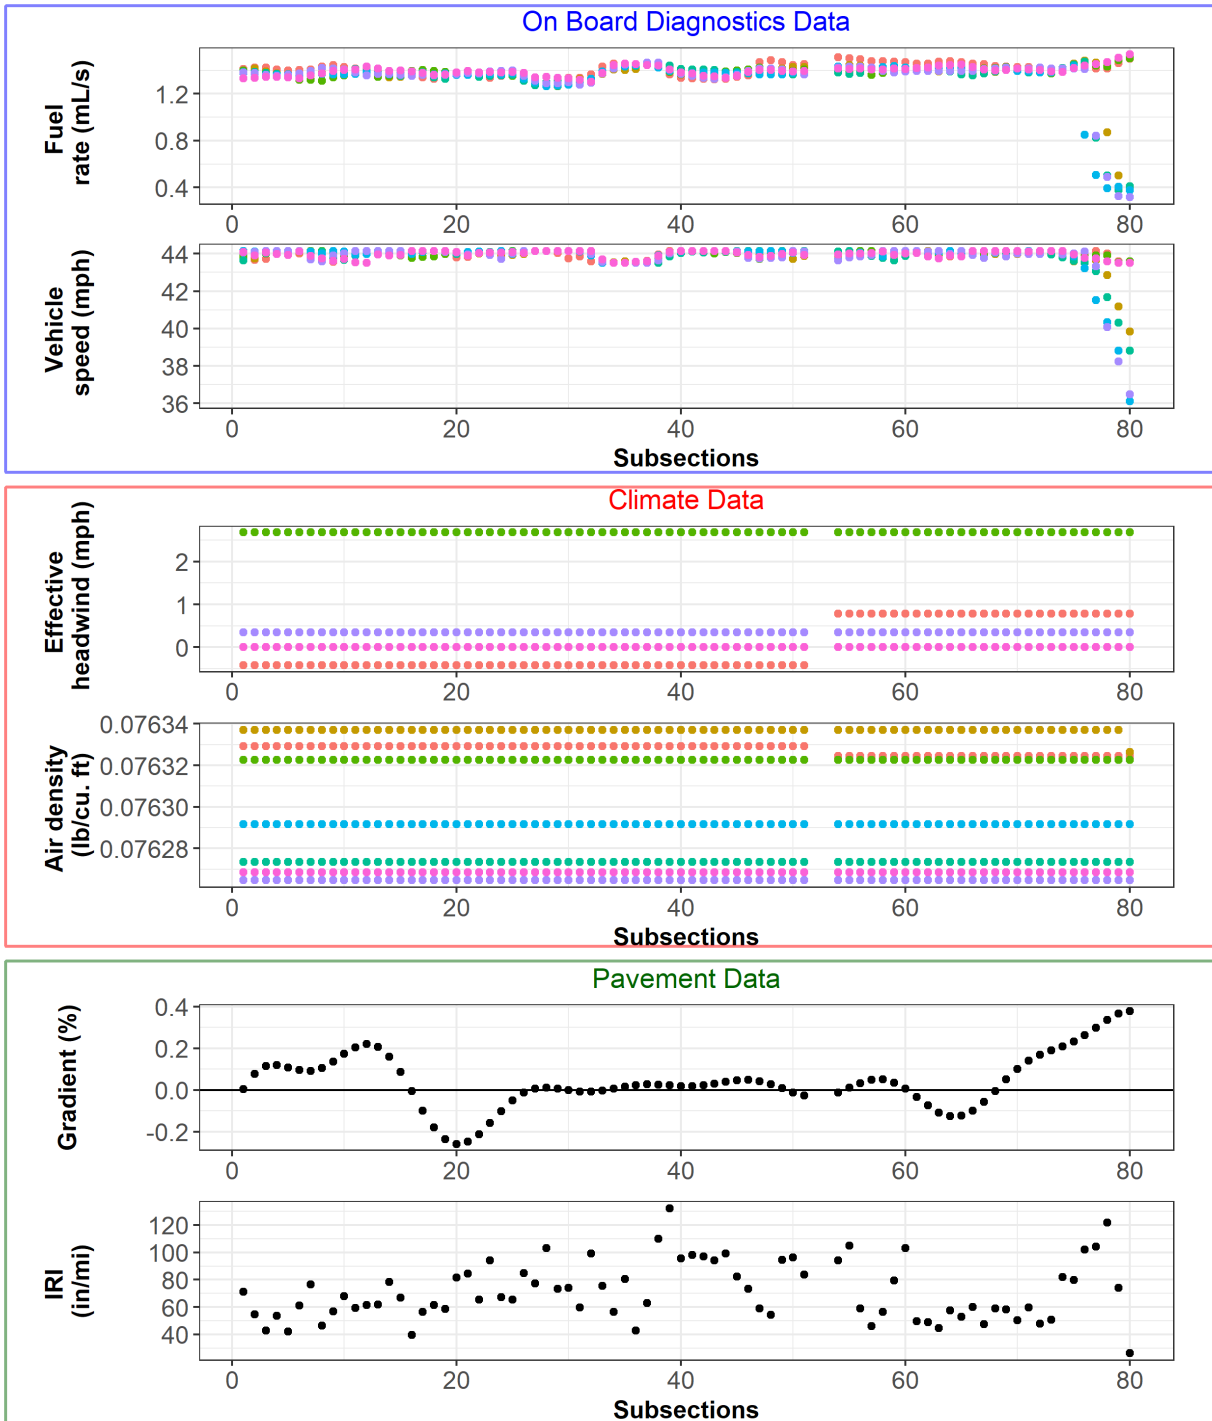 On Board Diagnostics Data
Fuel
rate (mL/s)
1.2
0.8
0.4
0 20 40 60 80
Vehicle
speed (mph)
44
42
40
38
36
0 20 40 60 80
Subsections
Climate Data
Effective
headwind (mph)
2
1
0
0 20 40 60 80
Air density
(lb/cu. ft)
0.07634
0.07632
0.07630
0.07628
0 20 40 60 80
Subsections
Pavement Data
Gradient (%)
0.4
0.2
0.0
-0.2
0 20 40 60 80
IRI
(in/mi)
120
100
80
60
40
0 20 40 60 80
Subsections